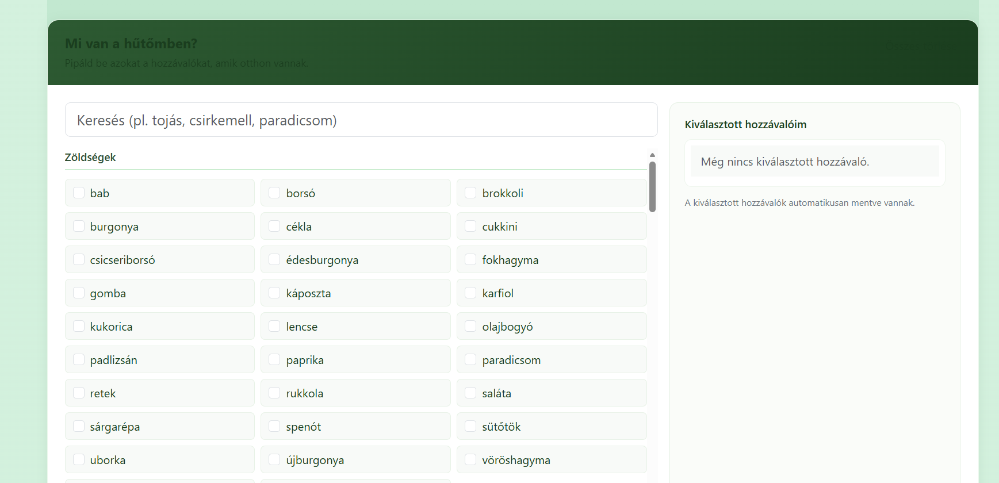 Mi van a hűtőmben?
Pipáld be azokat a hozzávalókat, amik otthon vannak.
Keresés (pl. tojás, csirkemell, paradicsom)
Zöldségek
bab
borsó
brokkoli
burgonya
cékla
cukkini
csicseriborsó
édesburgonya
fokhagyma
gomba
káposzta
karfiol
kukorica
lencse
olajbogyó
padlizsán
paprika
paradicsom
retek
rukkola
saláta
sárgarépa
spenót
sütőtök
uborka
újburgonya
vöröshagyma
Kiválasztott hozzávalóim
Még nincs kiválasztott hozzávaló.
A kiválasztott hozzávalók automatikusan mentve vannak.